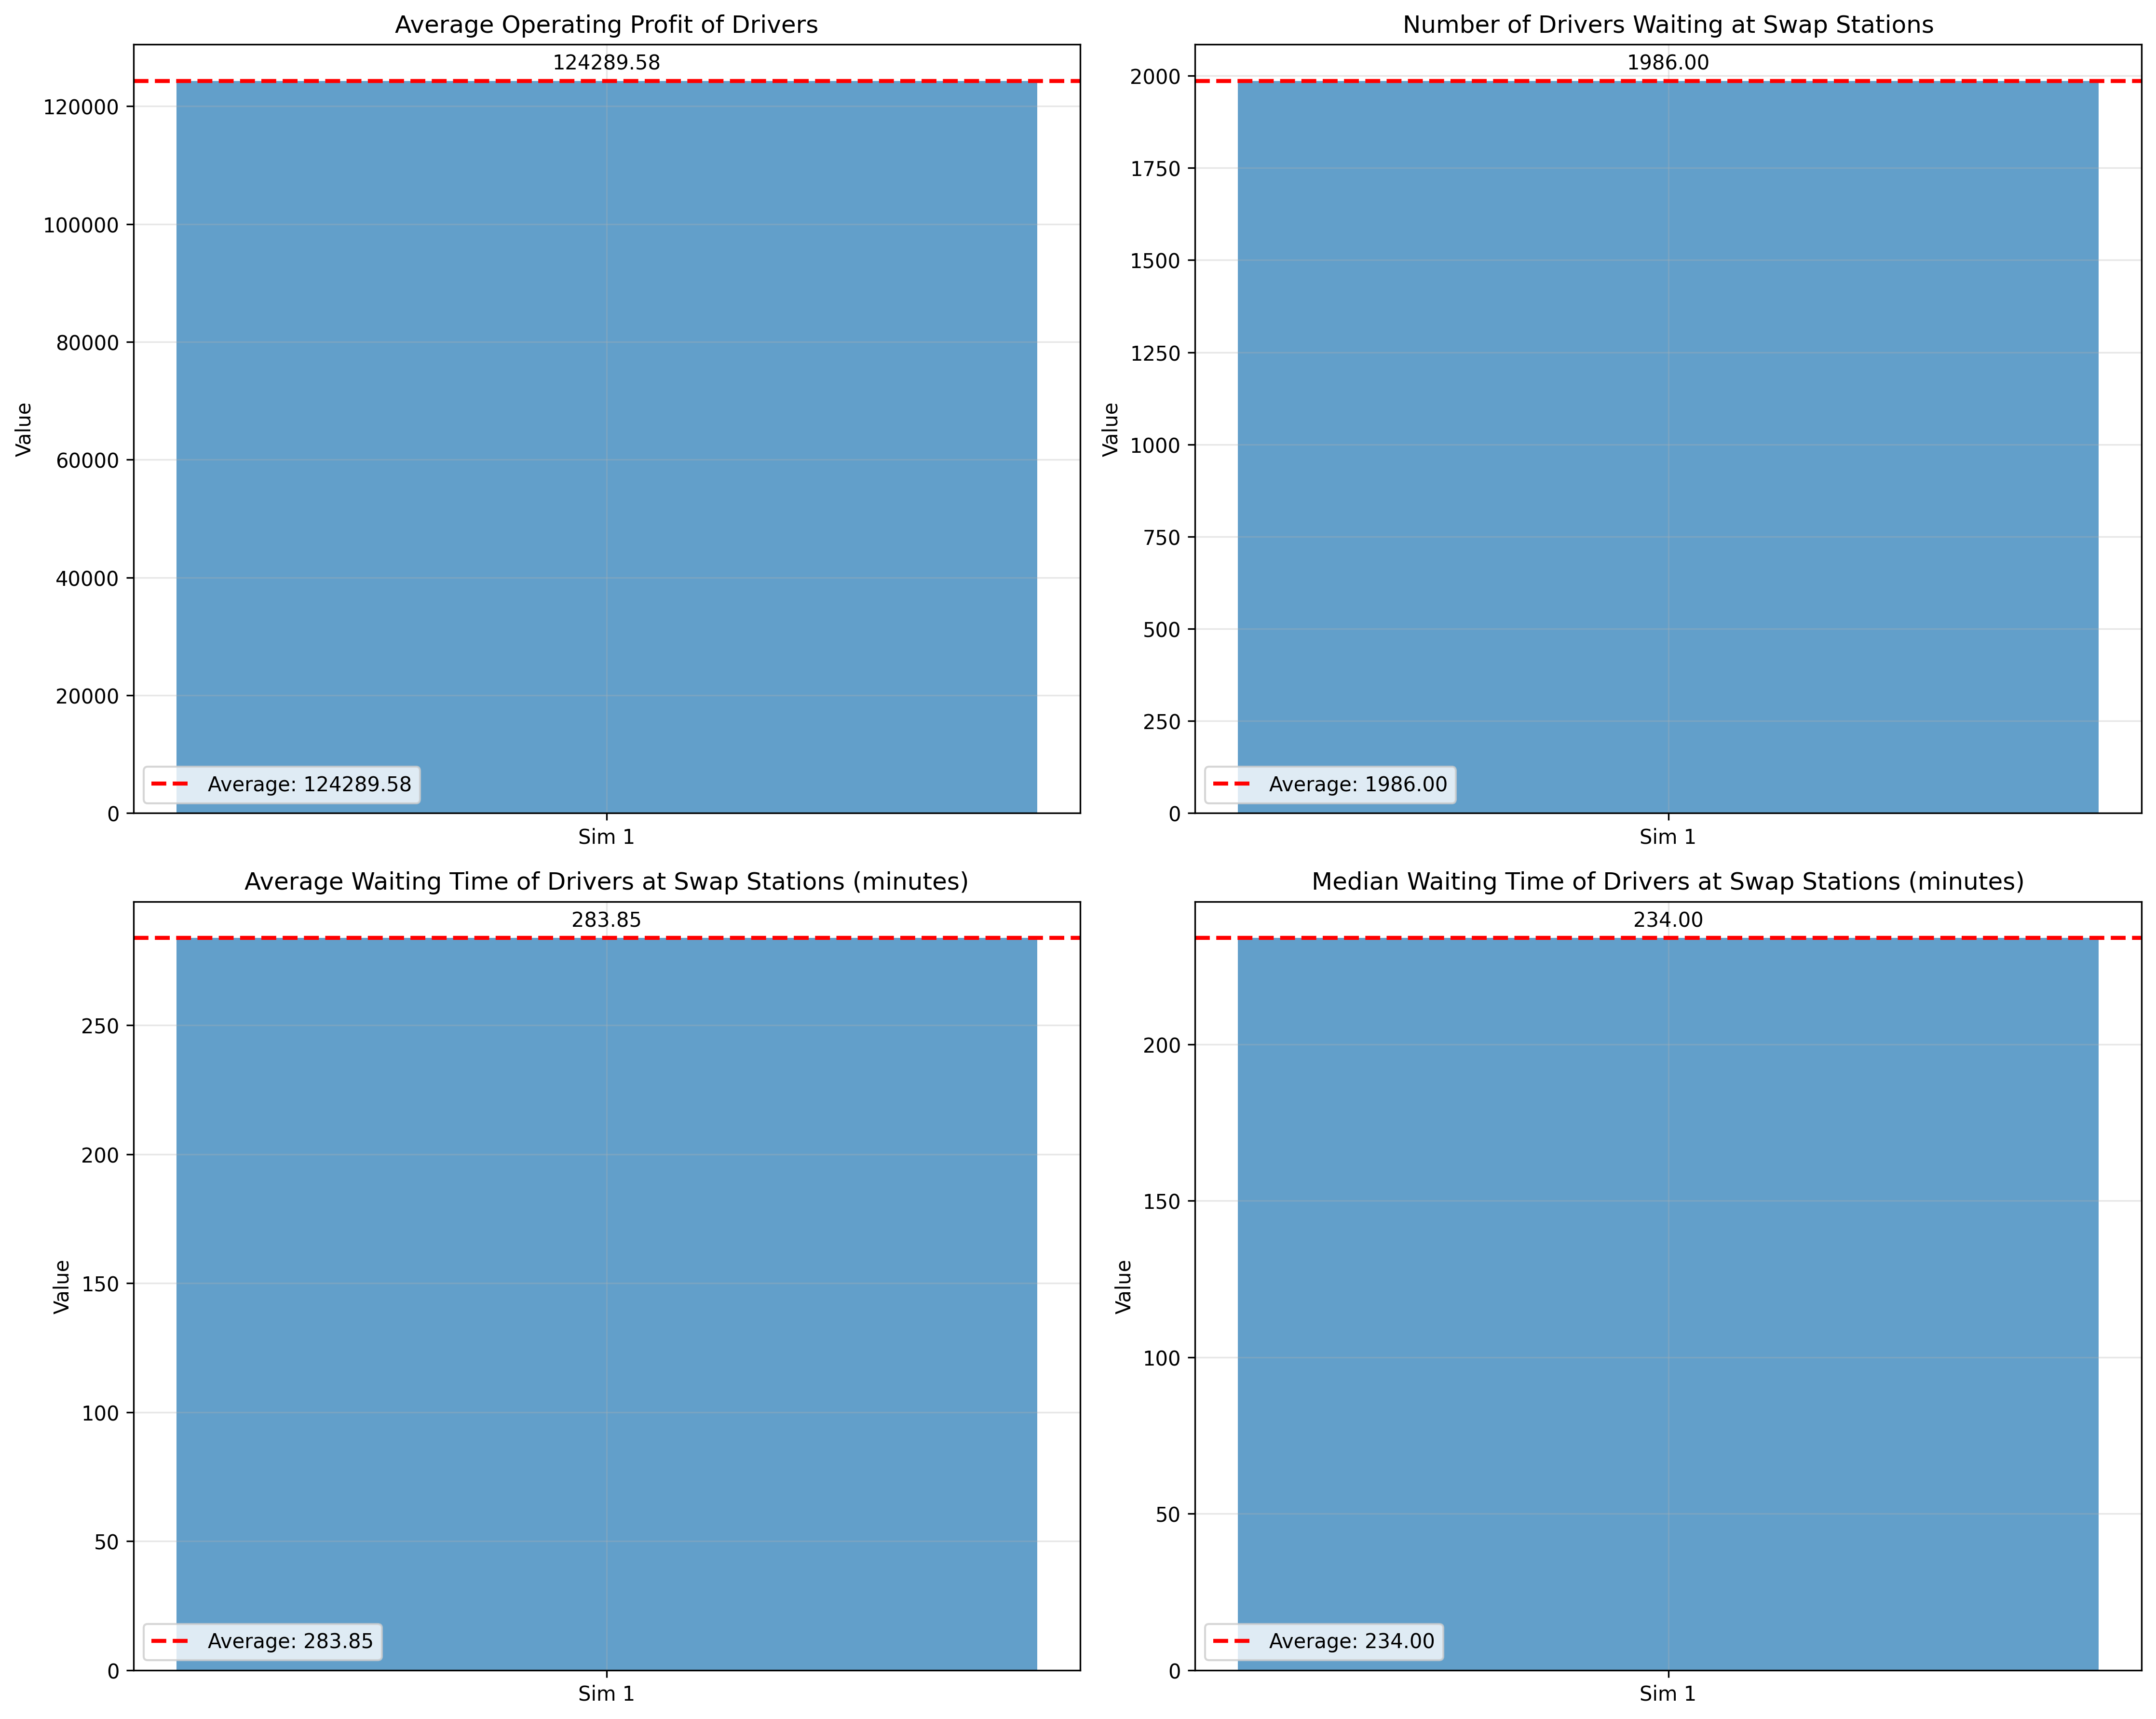 Average Operating Profit of Drivers
124289.58
120000
100000
80000
60000
40000
20000
0
Value
Average: 124289.58
Sim 1
Number of Drivers Waiting at Swap Stations
1986.00
2000
1750
1500
1250
1000
750
500
250
0
Value
Average: 1986.00
Sim 1
Average Waiting Time of Drivers at Swap Stations (minutes)
283.85
250
200
150
100
50
0
Value
Average: 283.85
Sim 1
Median Waiting Time of Drivers at Swap Stations (minutes)
234.00
200
150
100
50
0
Value
Average: 234.00
Sim 1